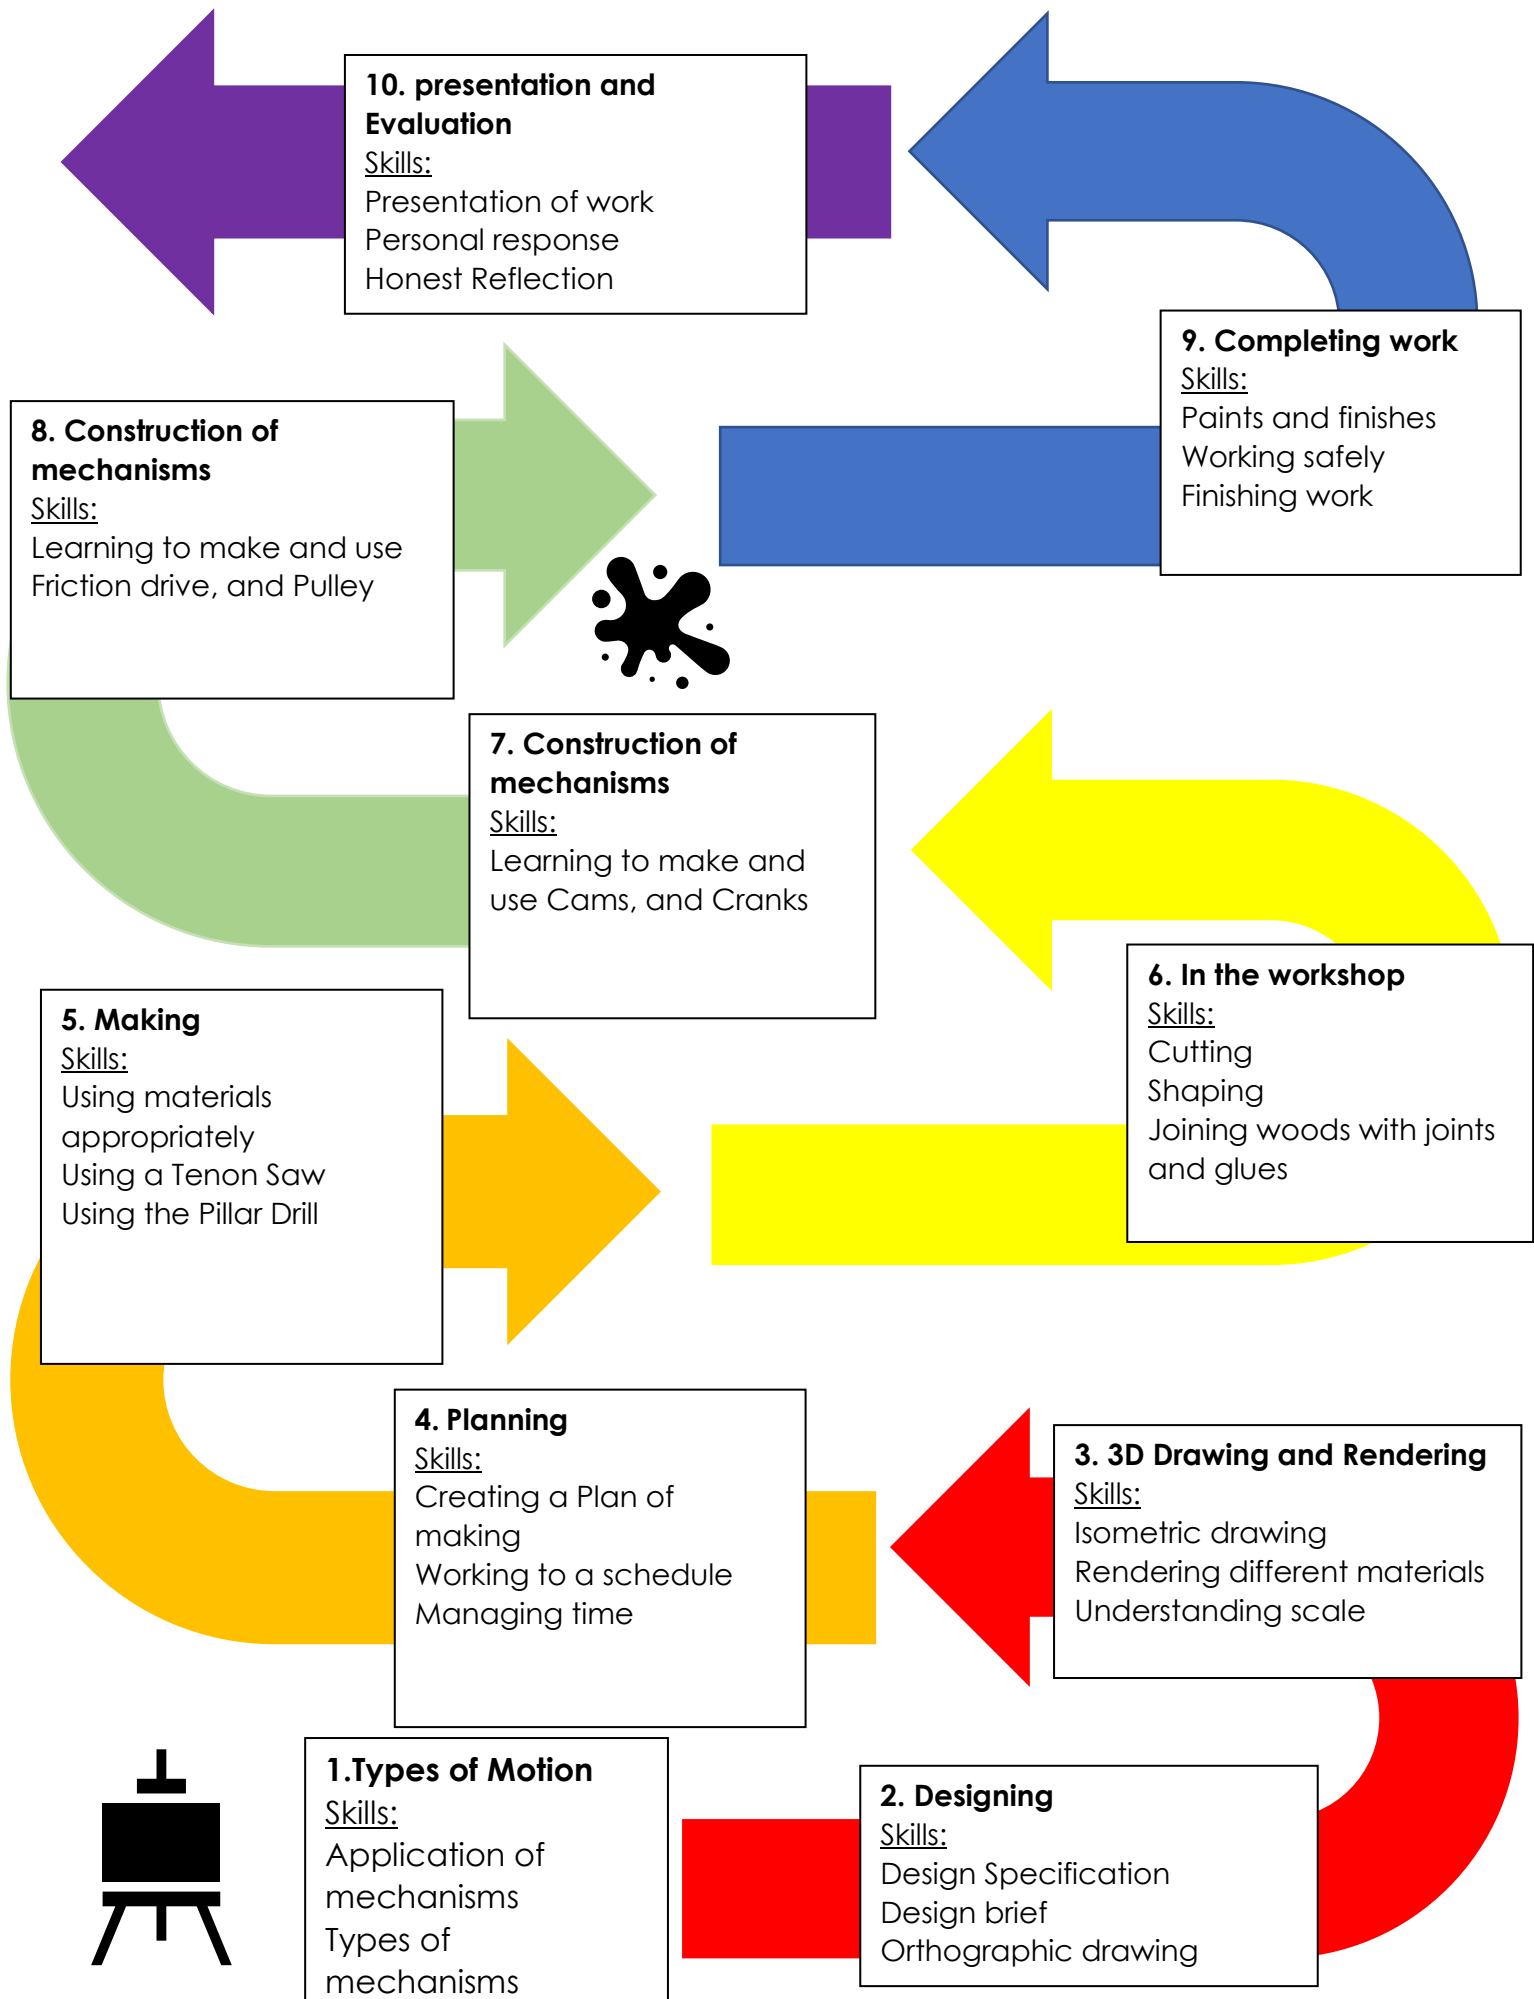 10. presentation and
Evaluation
Skills:
Presentation of work
Personal response
Honest Reflection
9. Completing work
Skills:
Paints and finishes
Working safely
Finishing work
8. Construction of
mechanisms
Skills:
Learning to make and use
Friction drive, and Pulley
7. Construction of
mechanisms
Skills:
Learning to make and
use Cams, and Cranks
6. In the workshop
Skills:
Cutting
Shaping
Joining woods with joints
and glues
5. Making
Skills:
Using materials
appropriately
Using a Tenon Saw
Using the Pillar Drill
4. Planning
Skills:
Creating a Plan of
making
Working to a schedule
Managing time
3. 3D Drawing and Rendering
Skills:
Isometric drawing
Rendering different materials
Understanding scale
1.Types of Motion
Skills:
Application of
mechanisms
Types of
mechanisms
2. Designing
Skills:
Design Specification
Design brief
Orthographic drawing